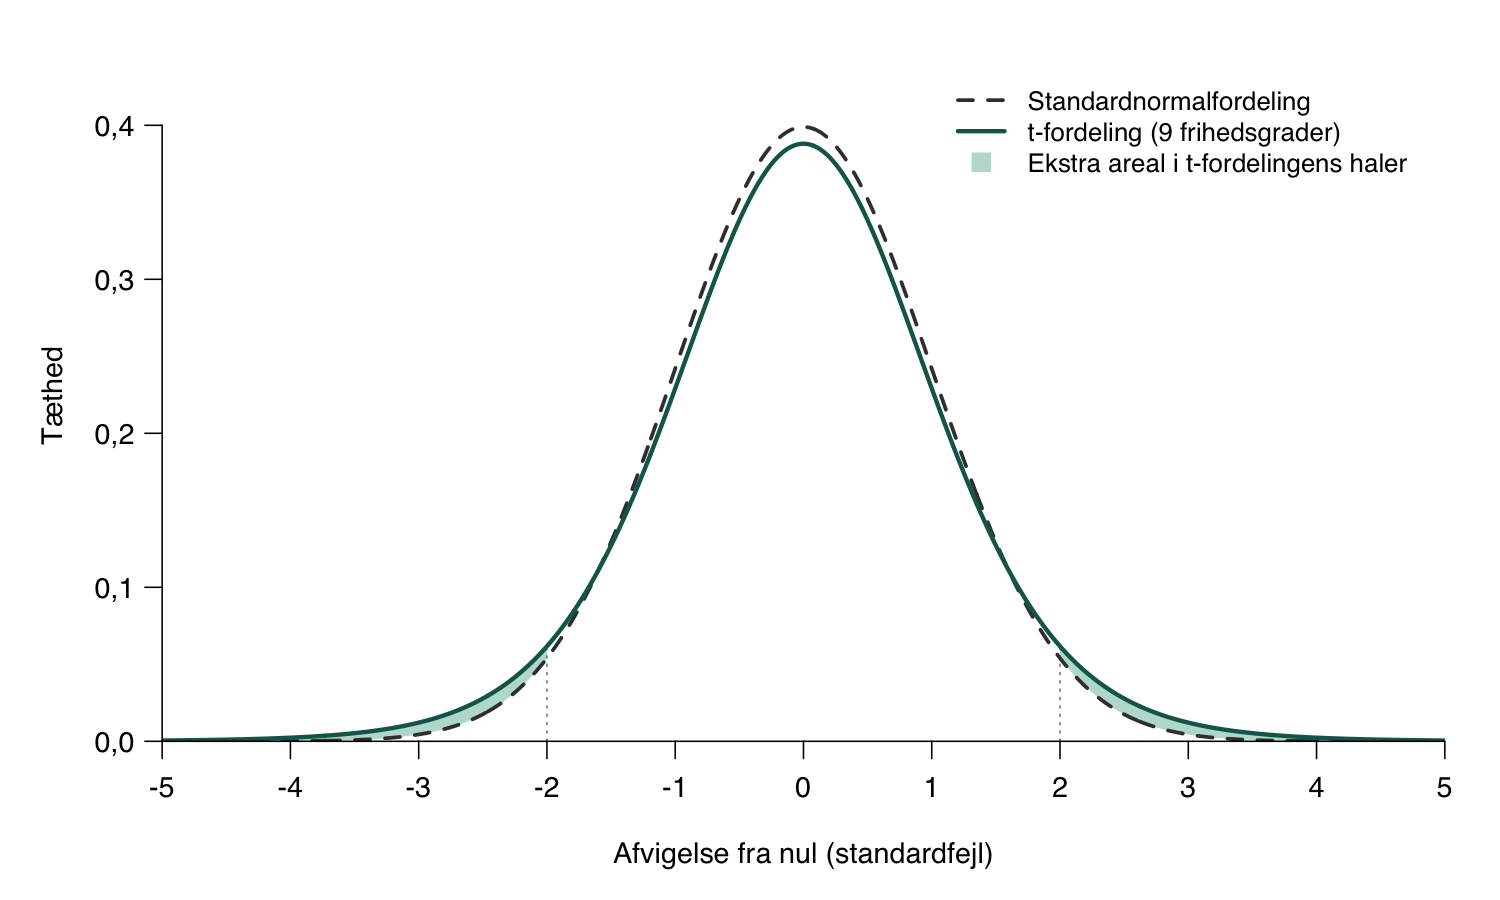 Standardnormalfordeling
t-fordeling (9 frihedsgrader)
Ekstra areal i t-fordelingens haler
0,4
0,3
0,2
0,1
0,0
Tæthed
-5 -4 -3 -2 -1 0 1 2 3 4 5
Afvigelse fra nul (standardfejl)